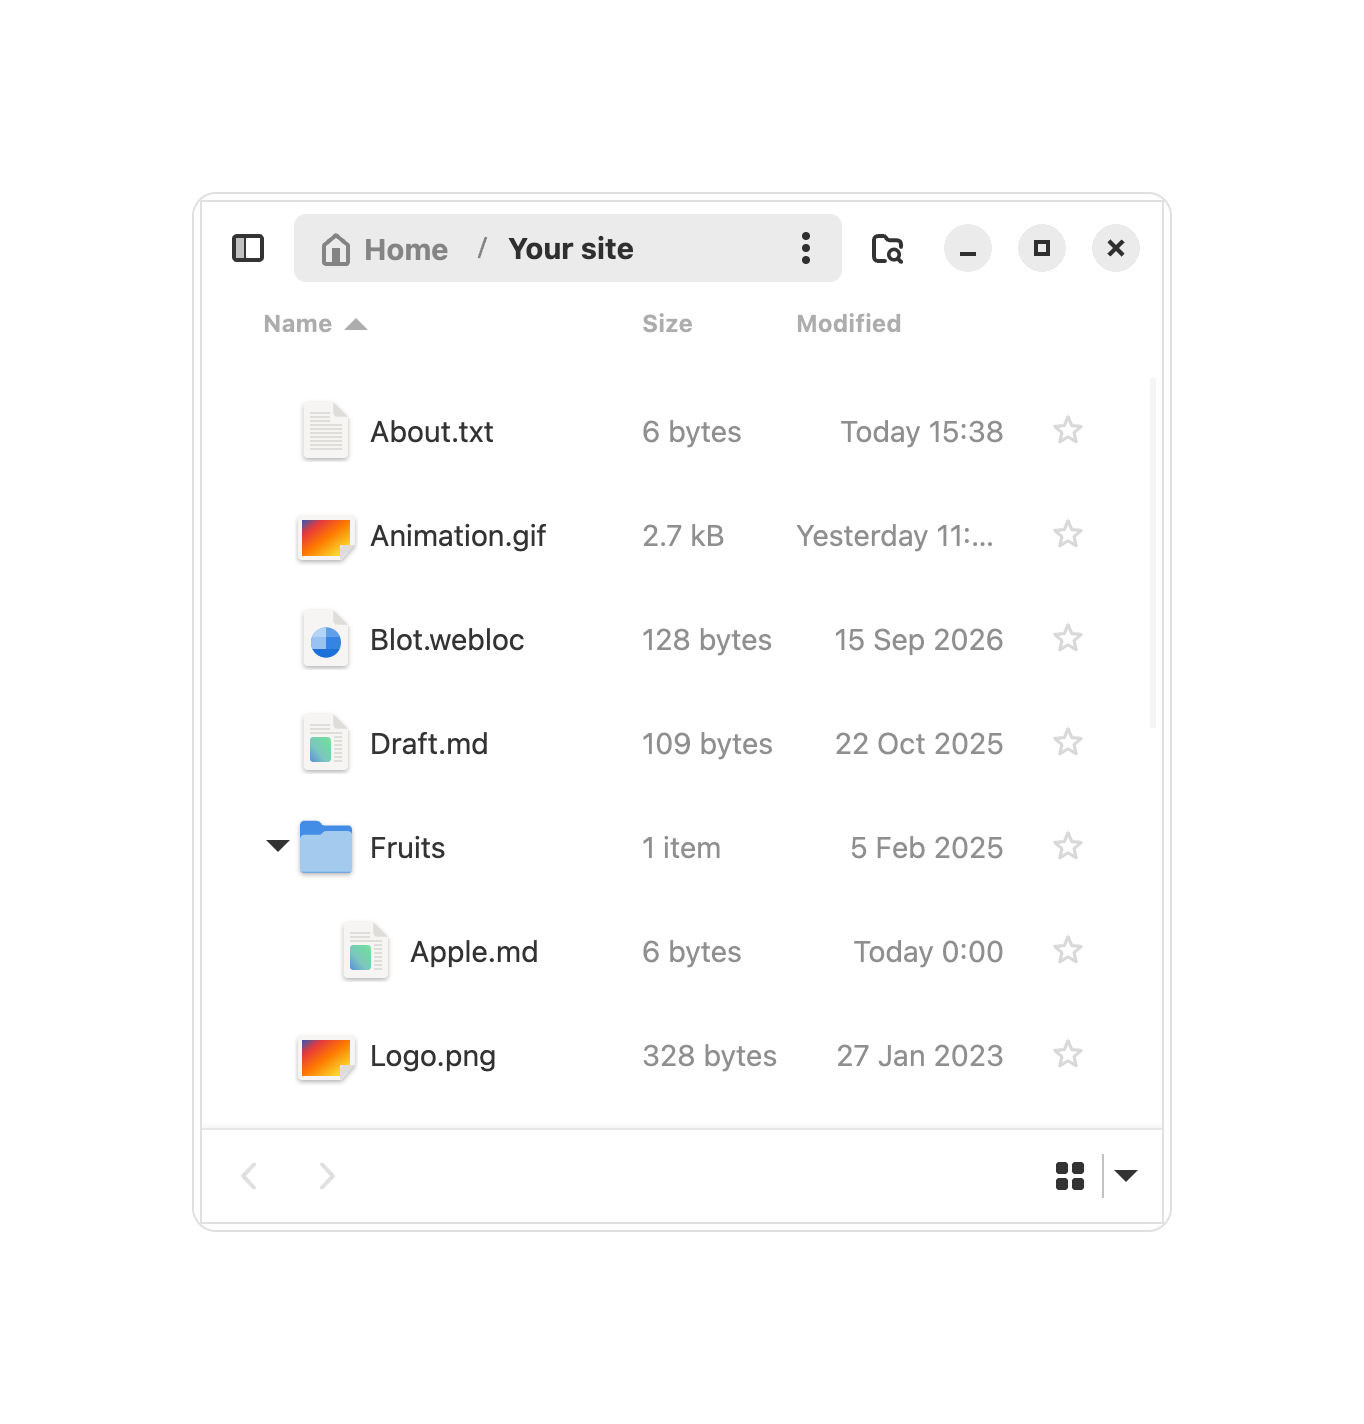 Home / Your site
Name Size Modified
About.txt 6 bytes Today 15:38
Animation.gif 2.7 kB Yesterday 11:...
Blot.webloc 128 bytes 15 Sep 2026
Draft.md 109 bytes 22 Oct 2025
Fruits 1 item 5 Feb 2025
Apple.md 6 bytes Today 0:00
Logo.png 328 bytes 27 Jan 2023